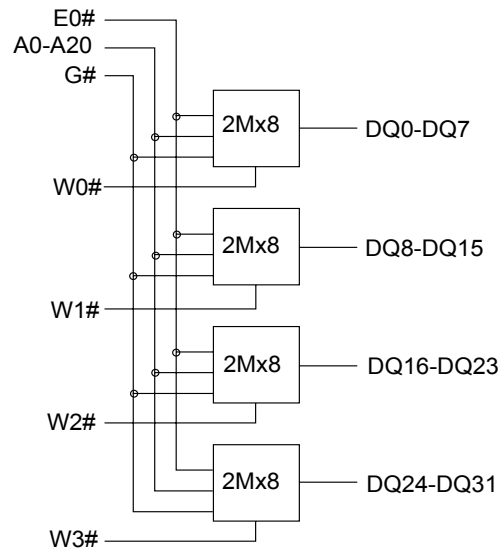 E0#
A0-A20
G#
2Mx8
DQ0-DQ7
W0#
2Mx8
DQ8-DQ15
W1#
2Mx8
DQ16-DQ23
W2#
2Mx8
DQ24-DQ31
W3#